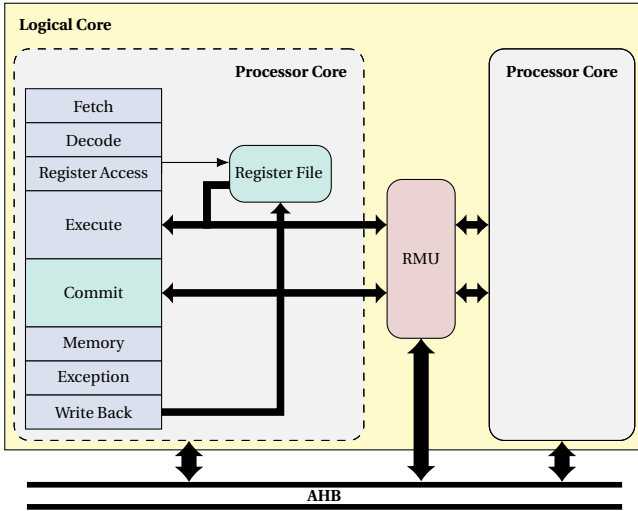 Logical Core
Processor Core
Processor Core
Fetch
Decode
Register Access
Register File
Execute
RMU
Commit
Memory
Exception
Write Back
AHB